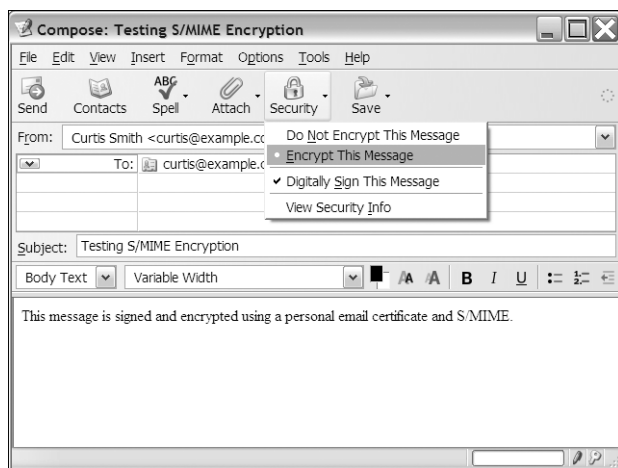 Compose: Testing S/MIME Encryption
File Edit View Insert Format Options Tools Help
ABC
Send Contacts Spell Attach Security Save
From: Curtis Smith <curtis@example.co
Do Not Encrypt This Message
To: curtis@example.c
Encrypt This Message
Digitally Sign This Message
View Security Info
Subject: Testing S/MIME Encryption
Body Text Variable Width A A A A B I U 1 2
This message is signed and encrypted using a personal email certificate and S/MIME.